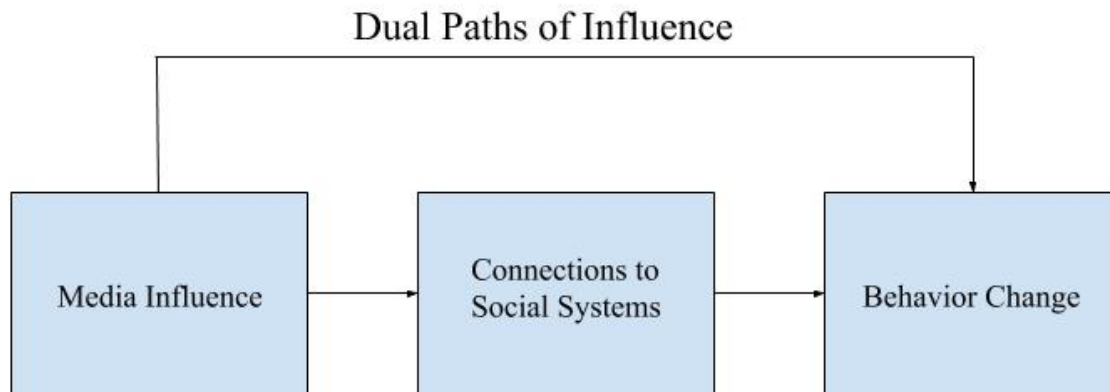 Dual Paths of Influence
Media Influence
Connections to
Social Systems
Behavior Change